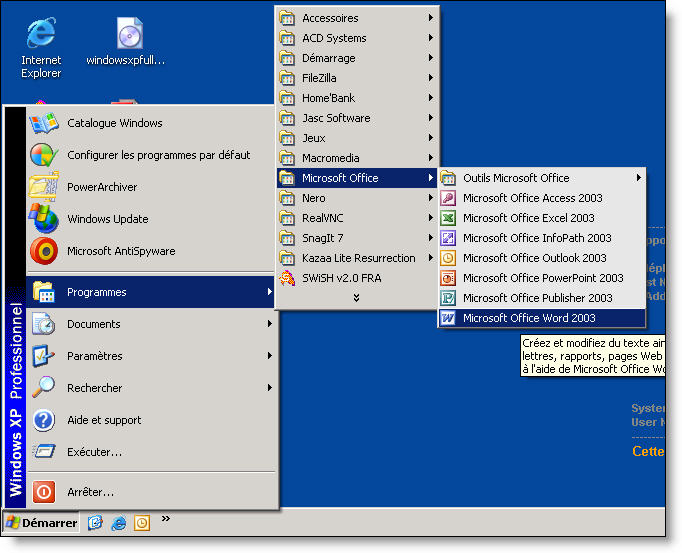 Internet
Explorer
windowsxpfull...
Accessoires
ACD Systems
Démarrage
FileZilla
Home'Bank
Jasc Software
Jeux
Macromedia
Microsoft Office
Nero
RealVNC
SnagIt 7
Kazaa Lite Resurrection
SWiSH v2.0 FRA
Outils Microsoft Office
Microsoft Office Access 2003
Microsoft Office Excel 2003
Microsoft Office InfoPath 2003
Microsoft Office Outlook 2003
Microsoft Office PowerPoint 2003
Microsoft Office Publisher 2003
Microsoft Office Word 2003
Créez et modifiez du texte ain
lettres, rapports, pages Web
à l'aide de Microsoft Office Wo
Catalogue Windows
Configurer les programmes par défaut
PowerArchiver
Windows Update
Microsoft AntiSpyware
Programmes
Documents
Paramètres
Rechercher
Aide et support
Exécuter...
Arrêter...
Windows XP Professionnel
Syster
User N
Cette
Démarrer